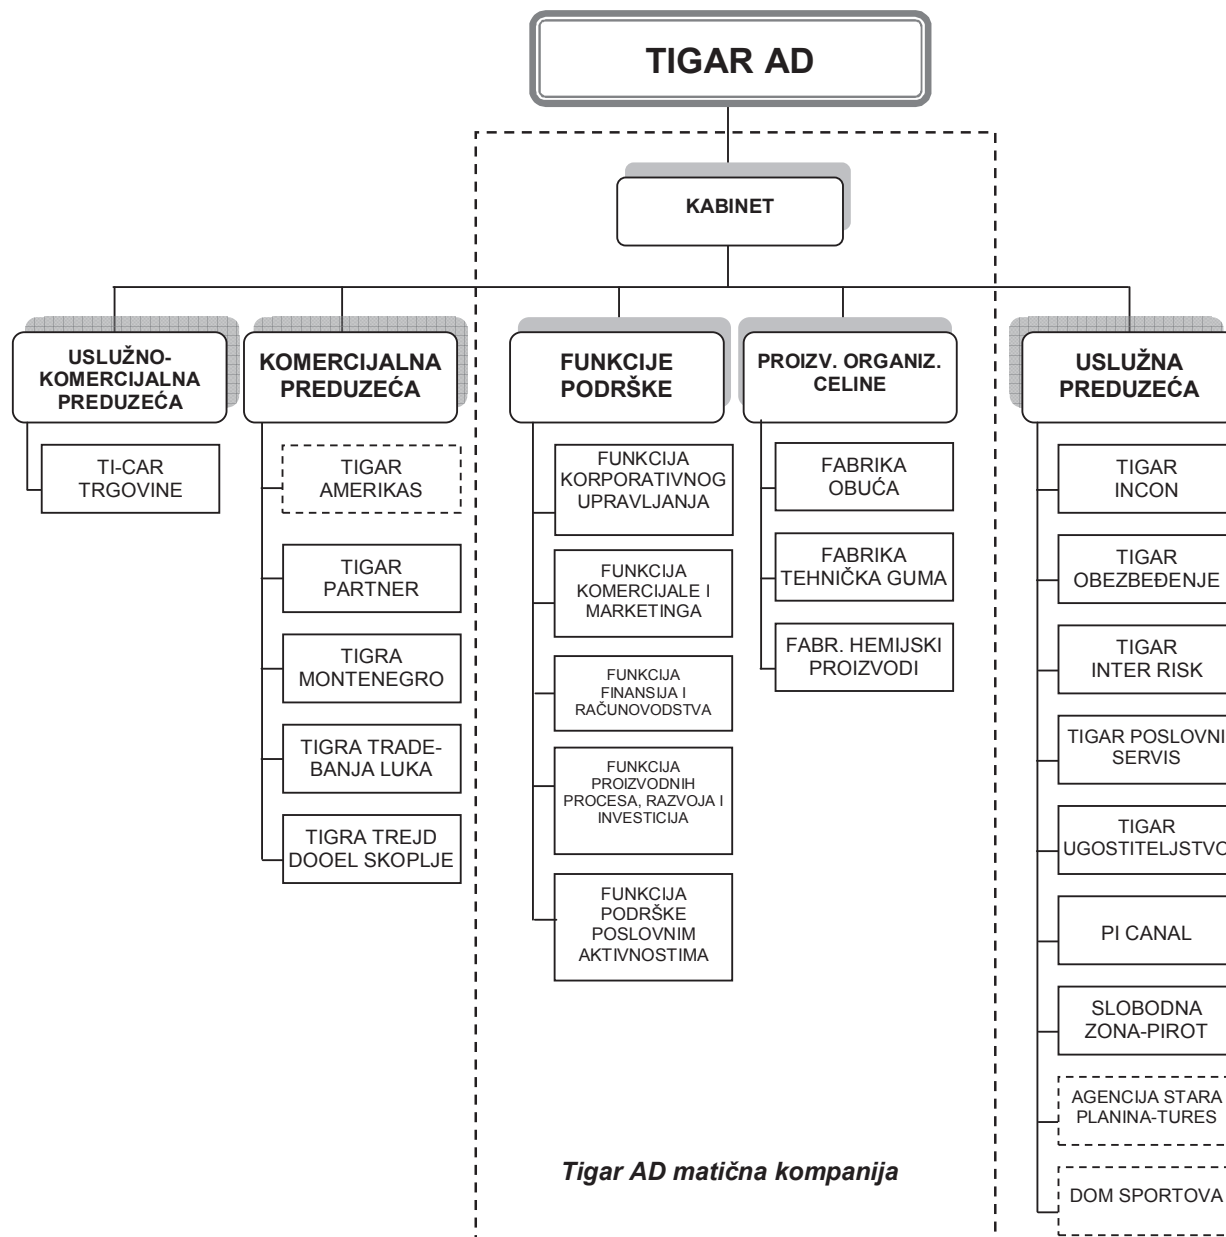 TIGAR AD
KABINET
USLUŽNO-
KOMERCIJALNA
PREDUZEĆA
TI-CAR
TRGOVINE
KOMERCIJALNA
PREDUZEĆA
TIGAR
AMERIKAS
TIGAR
PARTNER
TIGRA
MONTENEGRO
TIGRA TRADE-
BANJA LUKA
TIGRA TREJD
DOOEL SKOPLJE
FUNKCIJE
PODRŠKE
FUNKCIJA
KORPORATIVNOG
UPRAVLJANJA
FUNKCIJA
KOMERCIJALE I
MARKETINGA
FUNKCIJA
FINANSIJA I
RAČUNOVODSTVA
FUNKCIJA
PROIZVODNIH
PROCESA, RAZVOJA I
INVESTICIJA
FUNKCIJA
PODRŠKE
POSLOVNIM
AKTIVNOSTIMA
PROIZV. ORGANIZ.
CELINE
FABRIKA
OBUĆA
FABRIKA
TEHNIČKA GUMA
FABR. HEMIJSKI
PROIZVODI
USLUŽNA
PREDUZEĆA
TIGAR
INCON
TIGAR
OBEZBEĐENJE
TIGAR
INTER RISK
TIGAR POSLOVNI
SERVIS
TIGAR
UGOSTITELJSTVO
PI CANAL
SLOBODNA
ZONA-PIROT
AGENCIJA STARA
PLANINA-TURES
DOM SPORTOVA
Tigar AD matična kompanija